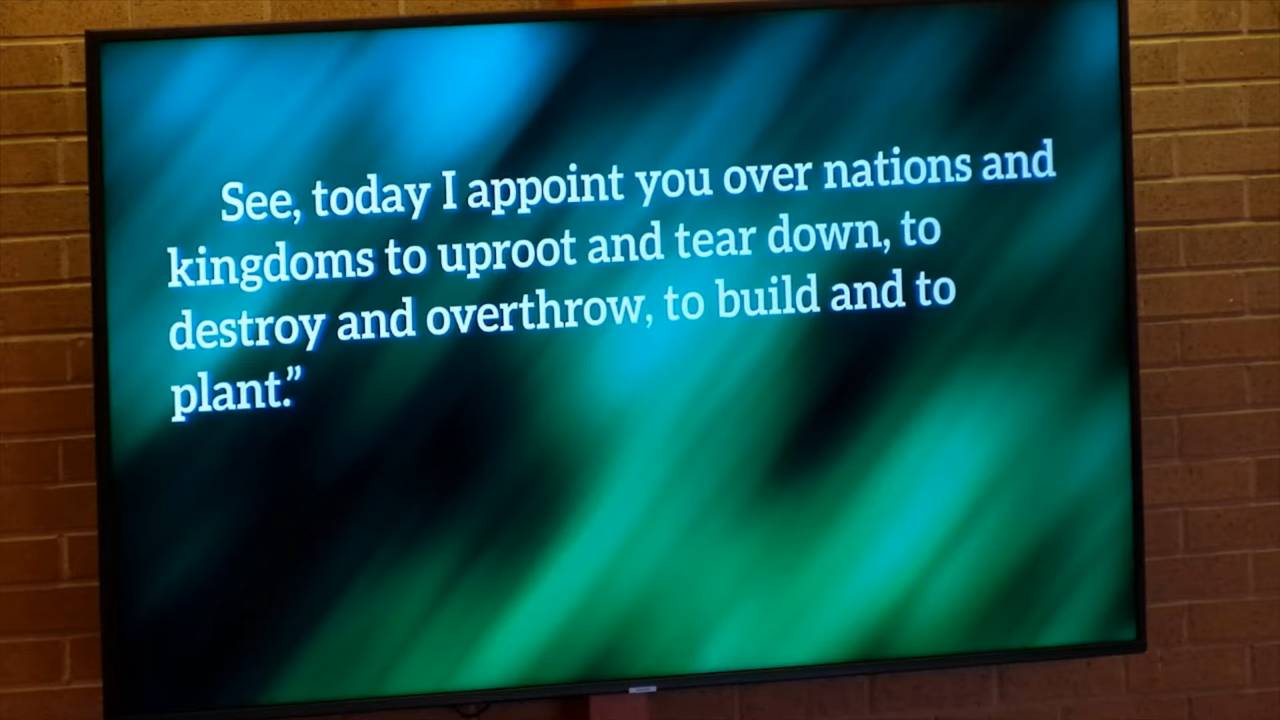 See, today I appoint you over nations and
kingdoms to uproot and tear down, to
destroy and overthrow, to build and to
plant.”